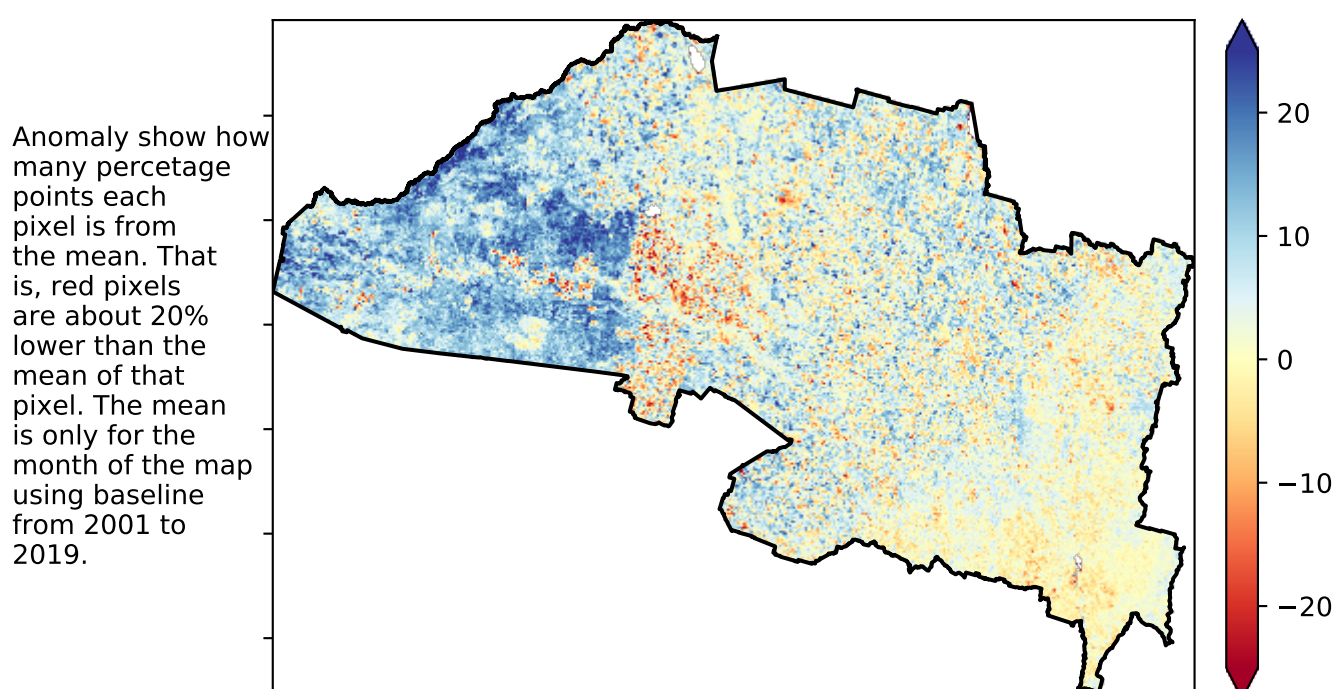 Anomaly show how
many percetage
points each
pixel is from
the mean. That
is, red pixels
are about 20%
lower than the
mean of that
pixel. The mean
is only for the
month of the map
using baseline
from 2001 to
2019.
20
10
0
−10
−20